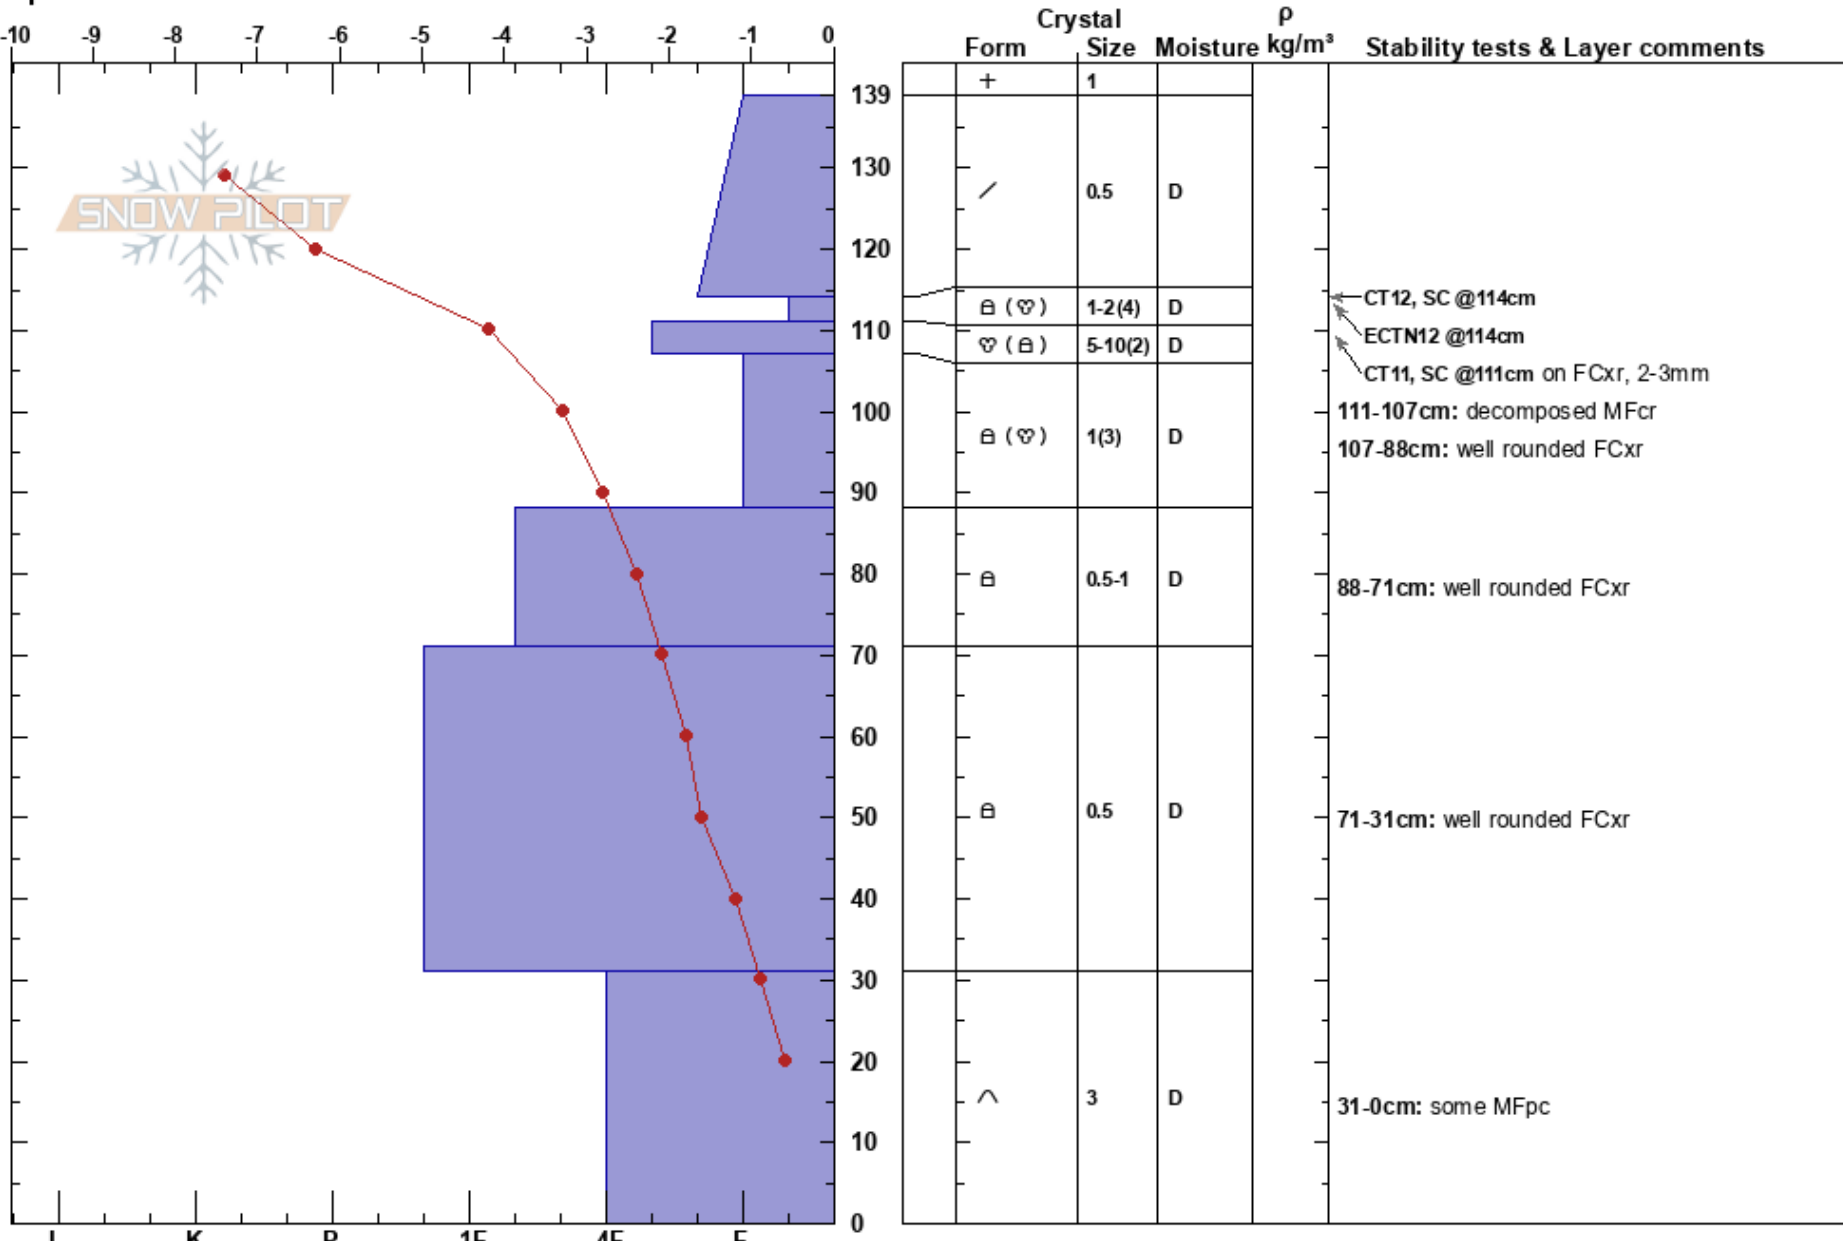 -10 -9 -8 -7 -6 -5 -4 -3 -2 -1 0
Crystal ρ
Form Size Moisture kg/m³ Stability tests & Layer comments
+ 1
139
130
SNOW PILOT
/ 0.5 D
120
CT12, SC @114cm
(  ) 1-2(4) D
110
ECTN12 @114cm
(  ) 5-10(2) D
CT11, SC @111cm on FCxr, 2-3mm
100
111-107cm: decomposed MFcr
(  ) 1(3) D
107-88cm: well rounded FCxr
90
80
0.5-1 D
88-71cm: well rounded FCxr
70
60
50
0.5 D
71-31cm: well rounded FCxr
40
30
20
3 D
31-0cm: some MFpc
10
0
I K P 1F 4F F